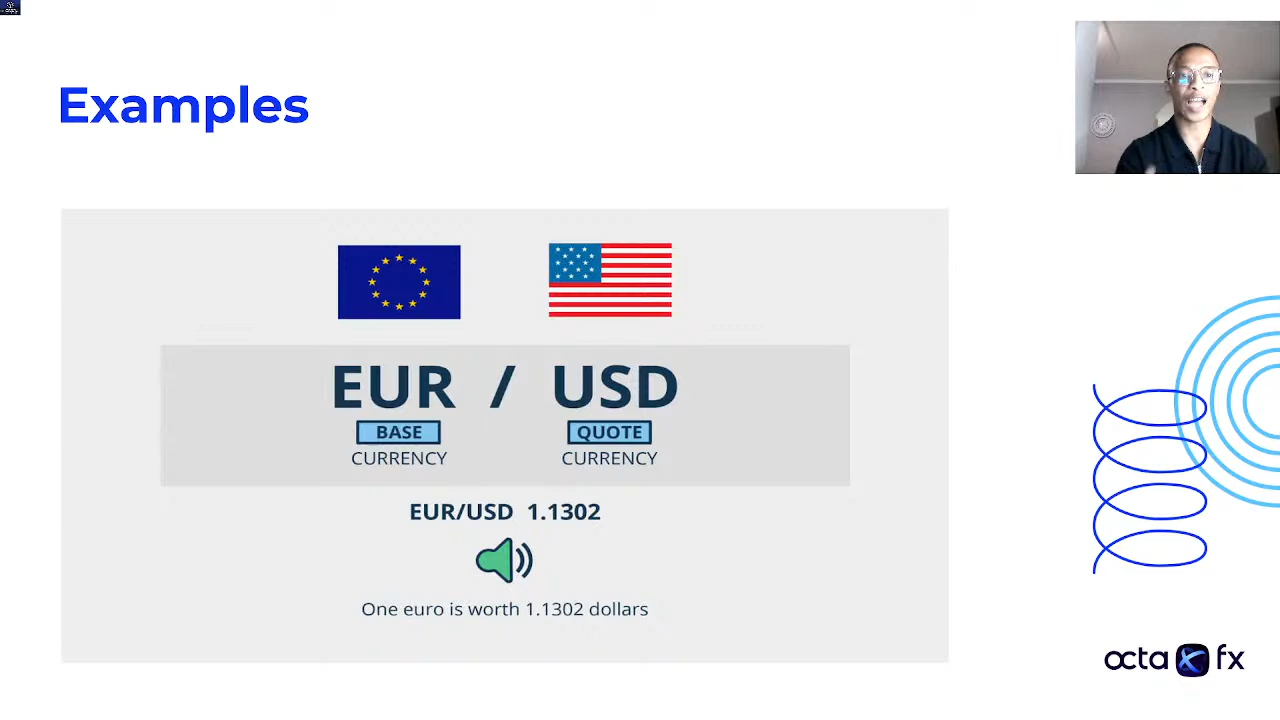 Examples
EUR / USD
BASE QUOTE
CURRENCY CURRENCY
EUR/USD 1.1302
One euro is worth 1.1302 dollars
octa fx